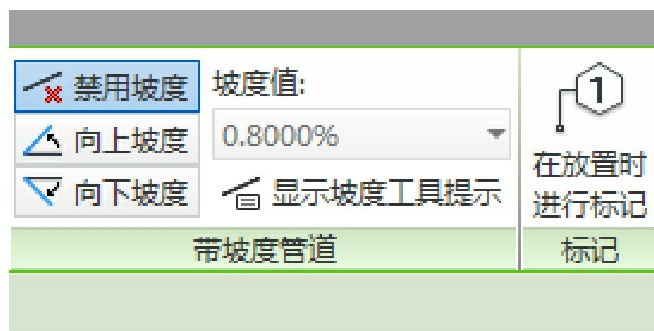 禁用坡度
向上坡度
向下坡度
坡度值:
0.8000%
显示坡度工具提示
带坡度管道
1
在放置时
进行标记
标记